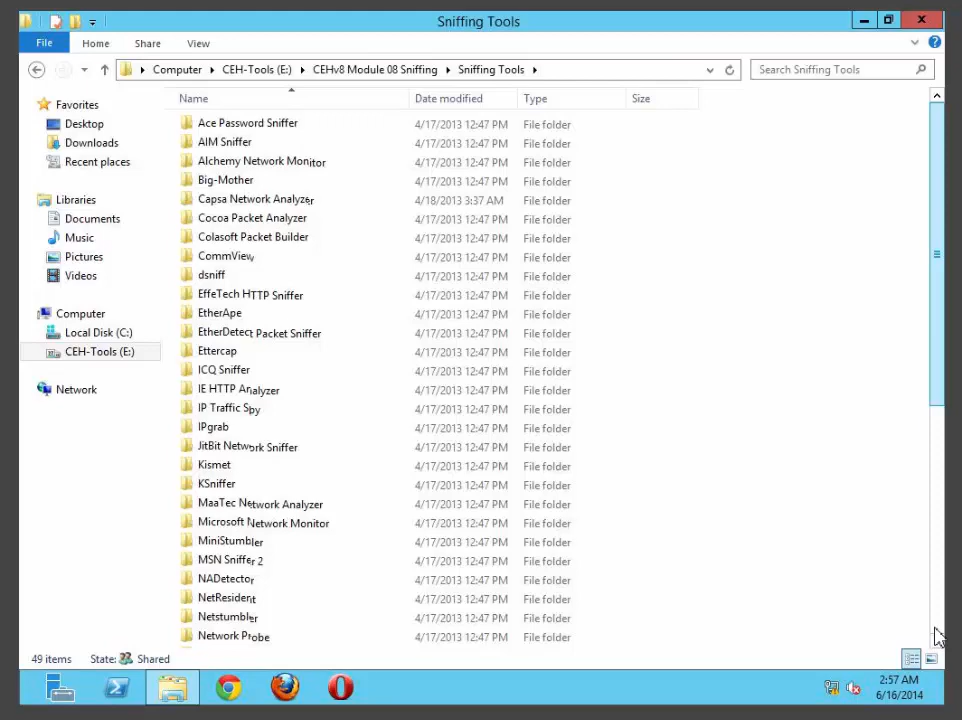 Sniffing Tools
File Home Share View
Computer CEH-Tools (E:) CEHv8 Module 08 Sniffing Sniffing Tools Search Sniffing Tools
Name Date modified Type Size
Favorites
Desktop
Downloads
Recent places
Libraries
Documents
Music
Pictures
Videos
Computer
Local Disk (C:)
CEH-Tools (E:)
Network
Ace Password Sniffer 4/17/2013 12:47 PM File folder
AIM Sniffer 4/17/2013 12:47 PM File folder
Alchemy Network Monitor 4/17/2013 12:47 PM File folder
Big-Mother 4/17/2013 12:47 PM File folder
Capsa Network Analyzer 4/18/2013 3:37 AM File folder
Cocoa Packet Analyzer 4/17/2013 12:47 PM File folder
Colasoft Packet Builder 4/17/2013 12:47 PM File folder
CommView 4/17/2013 12:47 PM File folder
dsniff 4/17/2013 12:47 PM File folder
EffeTech HTTP Sniffer 4/17/2013 12:47 PM File folder
EtherApe 4/17/2013 12:47 PM File folder
EtherDetect Packet Sniffer 4/17/2013 12:47 PM File folder
Ettercap 4/17/2013 12:47 PM File folder
ICQ Sniffer 4/17/2013 12:47 PM File folder
IE HTTP Analyzer 4/17/2013 12:47 PM File folder
IP Traffic Spy 4/17/2013 12:47 PM File folder
IPgrab 4/17/2013 12:47 PM File folder
JitBit Network Sniffer 4/17/2013 12:47 PM File folder
Kismet 4/17/2013 12:47 PM File folder
KSniffer 4/17/2013 12:47 PM File folder
MaaTec Network Analyzer 4/17/2013 12:47 PM File folder
Microsoft Network Monitor 4/17/2013 12:47 PM File folder
MiniStumbler 4/17/2013 12:47 PM File folder
MSN Sniffer 2 4/17/2013 12:47 PM File folder
NADetector 4/17/2013 12:47 PM File folder
NetResident 4/17/2013 12:47 PM File folder
Netstumbler 4/17/2013 12:47 PM File folder
Network Probe 4/17/2013 12:47 PM File folder
49 items State: Shared
2:57 AM
6/16/2014